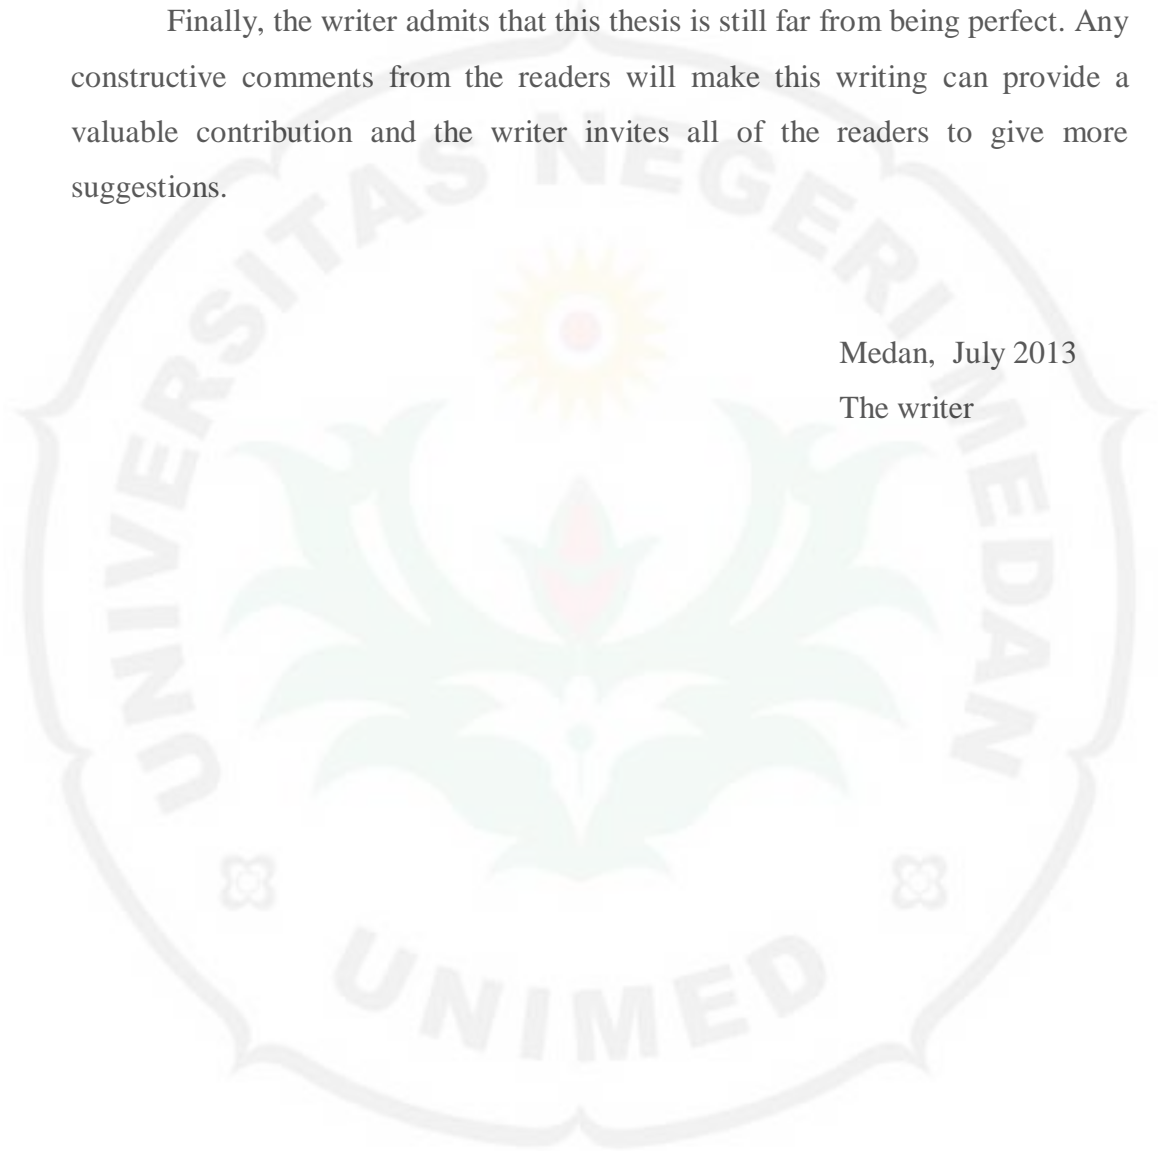 Finally, the writer admits that this thesis is still far from being perfect. Any
constructive comments from the readers will make this writing can provide a
valuable contribution and the writer invites all of the readers to give more
suggestions.
Medan, July 2013
The writer
UNIVERSITAS NEGERI MEDAN
UNIMED